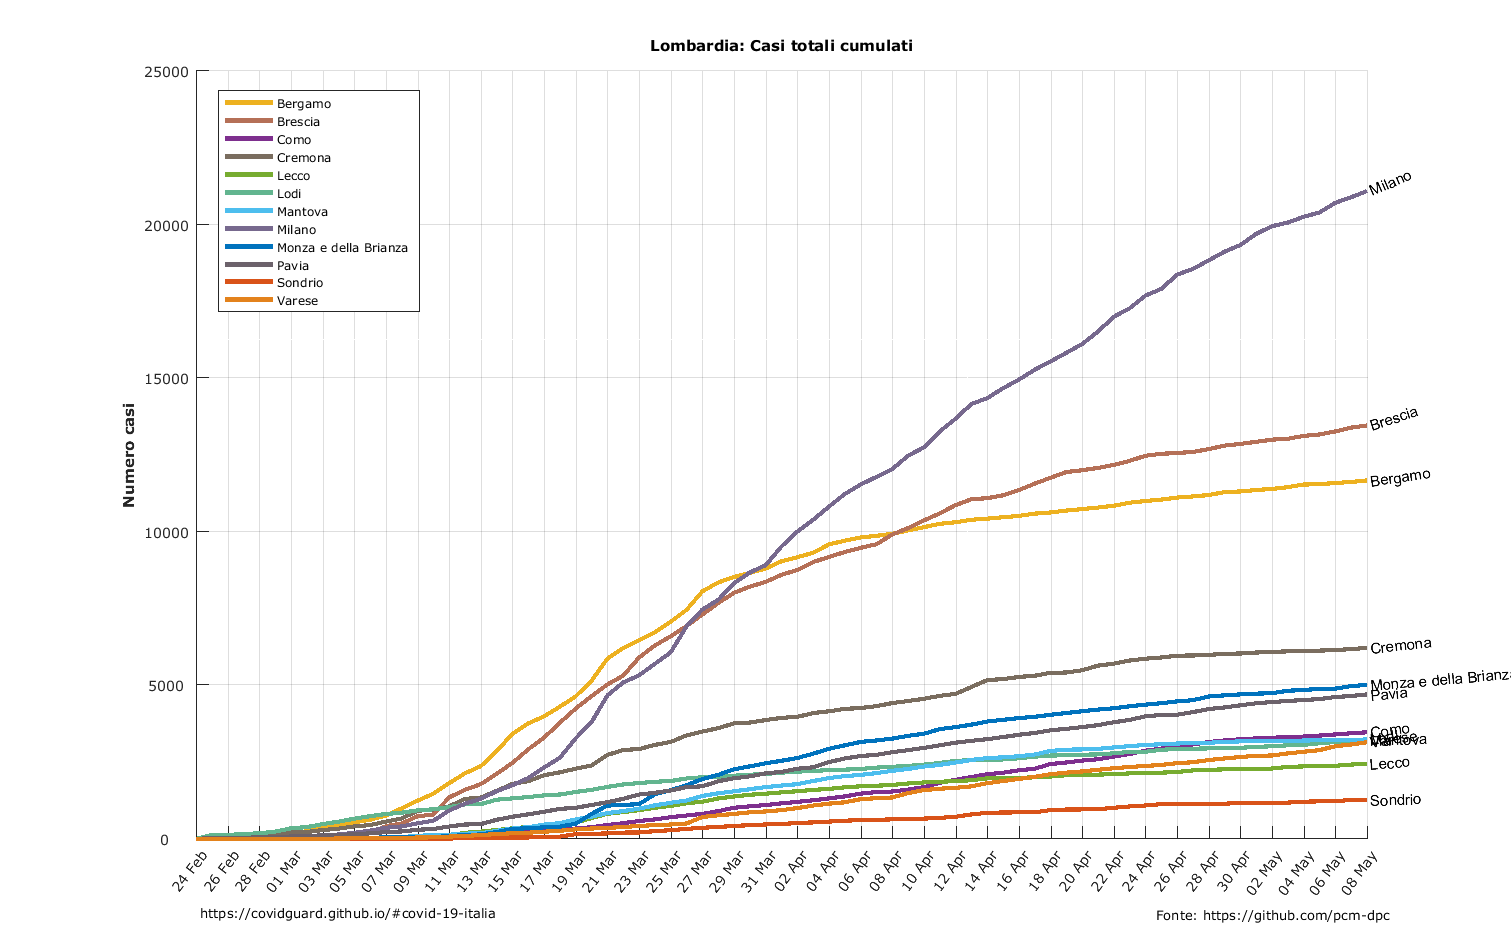 Lombardia: Casi totali cumulati
Numero casi
25000
20000
15000
10000
5000
0
Bergamo
Brescia
Como
Cremona
Lecco
Lodi
Mantova
Milano
Monza e della Brianza
Pavia
Sondrio
Varese
Milano
Brescia
Bergamo
Cremona
Monza e della Brianza
Pavia
Como
Varese
Mantova
Lecco
Sondrio
24 Feb
26 Feb
28 Feb
01 Mar
03 Mar
05 Mar
07 Mar
09 Mar
11 Mar
13 Mar
15 Mar
17 Mar
19 Mar
21 Mar
23 Mar
25 Mar
27 Mar
29 Mar
31 Mar
02 Apr
04 Apr
06 Apr
08 Apr
10 Apr
12 Apr
14 Apr
16 Apr
18 Apr
20 Apr
22 Apr
24 Apr
26 Apr
28 Apr
30 Apr
02 May
04 May
06 May
08 May
https://covidguard.github.io/#covid-19-italia
Fonte: https://github.com/pcm-dpc